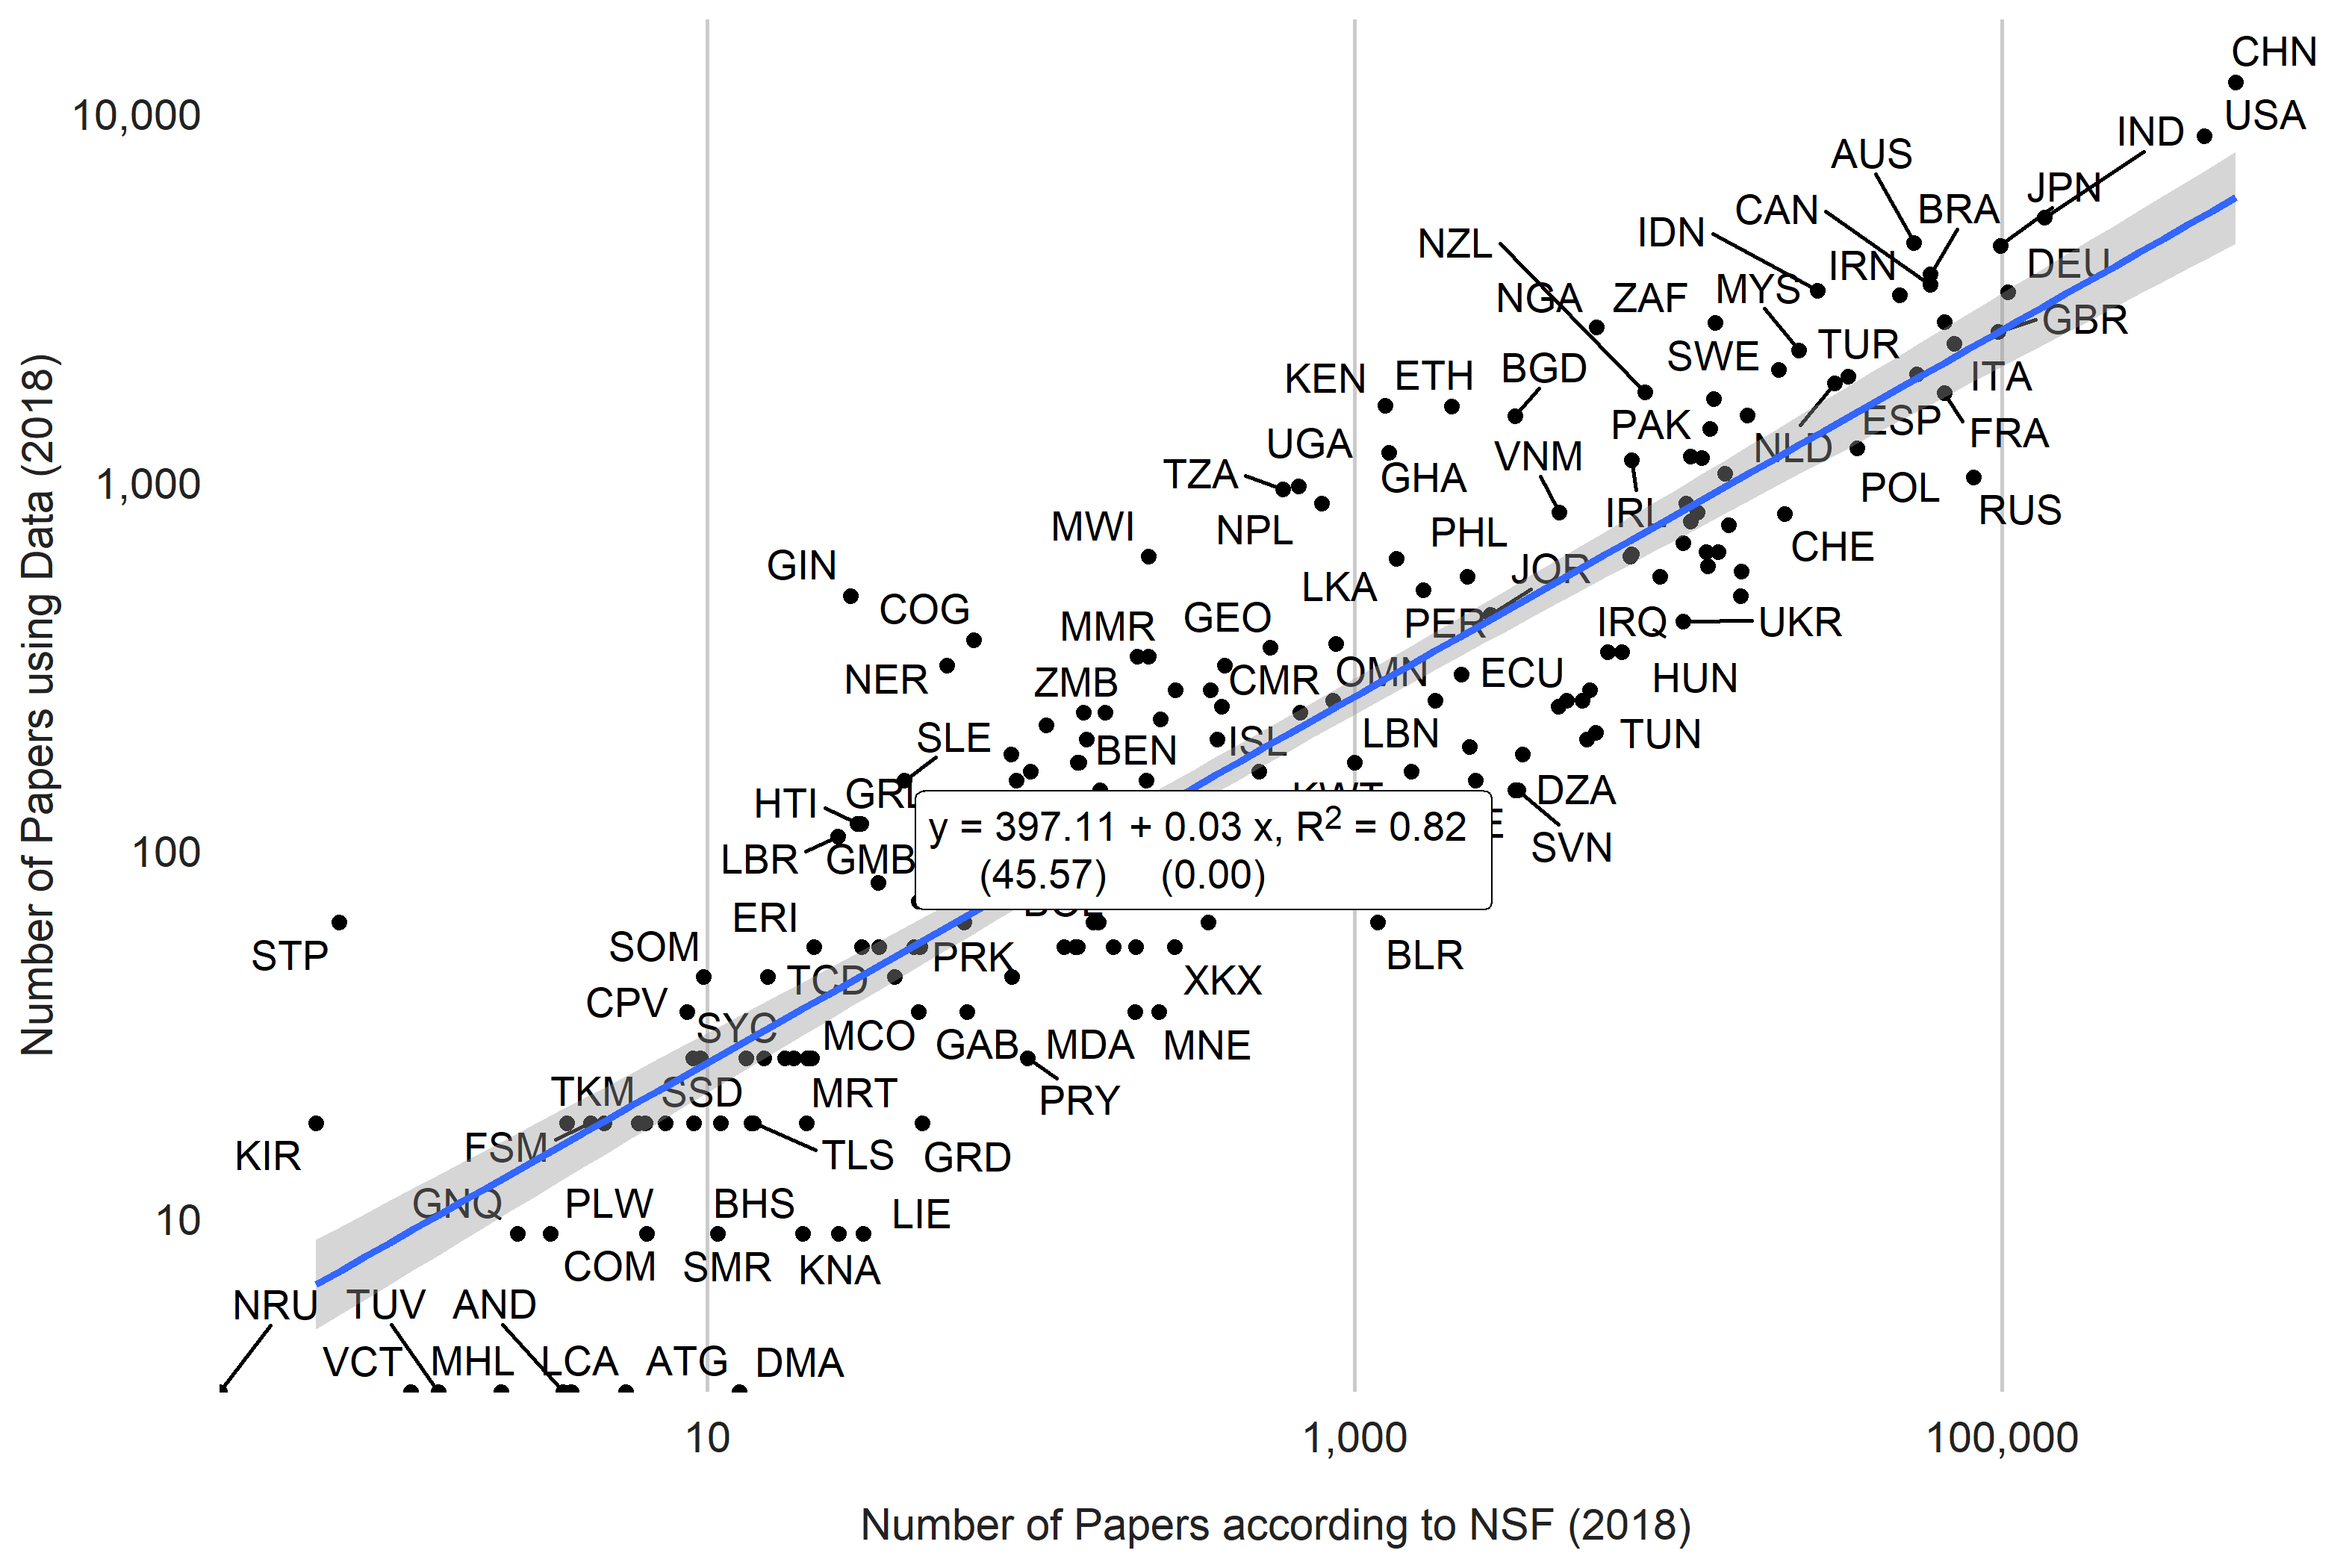 CHN
10,000
USA
IND
AUS
JPN
CAN
BRA
IDN
NZL
IRN
DEU
MYS
NGA
ZAF
GBR
TUR
SWE
BGD
KEN
ETH
ITA
PAK
ESP
FRA
UGA
NLD
VNM
TZA
GHA
1,000
POL
RUS
IRL
MWI
NPL
PHL
CHE
GIN
JOR
LKA
COG
GEO
MMR
PER
IRQ
UKR
OMN
ECU
NER
ZMB
CMR
HUN
LBN
TUN
SLE
ISL
BEN
DZA
GRL
HTI
KWT
y = 397.11 + 0.03 x, R2 = 0.82
(45.57) (0.00)
SVN
100
LBR
GMB
ERI
SOM
STP
PRK
BLR
TCD
XKX
CPV
SYC
MCO
GAB
MDA
MNE
TKM
SSD
MRT
PRY
FSM
KIR
TLS
GRD
GNQ
PLW
BHS
LIE
10
COM
SMR
KNA
NRU
TUV
AND
VCT
MHL
LCA
ATG
DMA
10
1,000
100,000
Number of Papers according to NSF (2018)
Number of Papers using Data (2018)